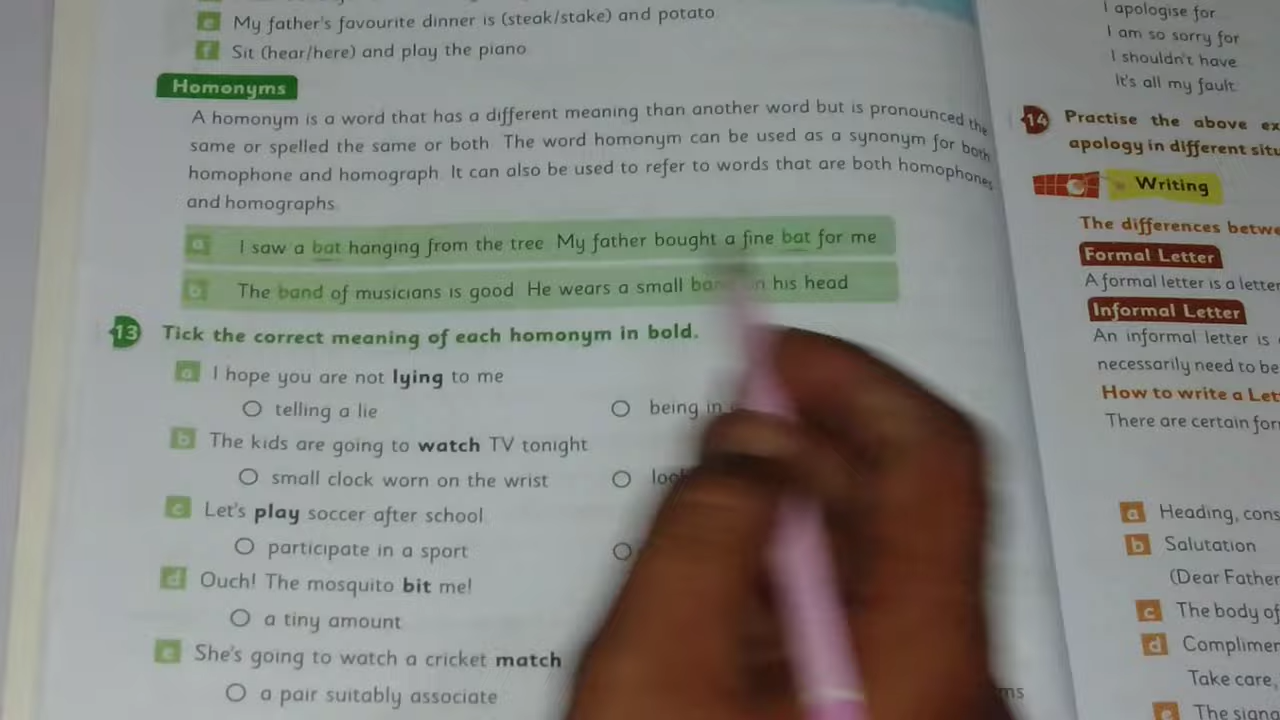 e My father's favourite dinner is (steak/stake) and potato
f Sit (hear/here) and play the piano
Homonyms
A homonym is a word that has a different meaning than another word but is pronounced the
same or spelled the same or both The word homonym can be used as a synonym for both
homophone and homograph It can also be used to refer to words that are both homophones
and homographs
a I saw a bat hanging from the tree My father bought a fine bat for me
b The band of musicians is good He wears a small his head
13 Tick the correct meaning of each homonym in bold.
a I hope you are not lying to me
telling a lie being in
b The kids are going to watch TV tonight
small clock worn on the wrist
c Let's play soccer after school
participate in a sport
d Ouch! The mosquito bit me!
a tiny amount
e She's going to watch a cricket match
a pair suitably associate
I apologise for
I am so sorry for
I shouldn't have
It's all my fault
14 Practise the above
apology in different
Writing
The differences
Formal Letter
A formal letter is a
Informal Letter
An informal letter is
necessarily need to be
How to write a
There are certain
a Heading,
b Salutation
(Dear Father
c The body of
d
Take care,
e The